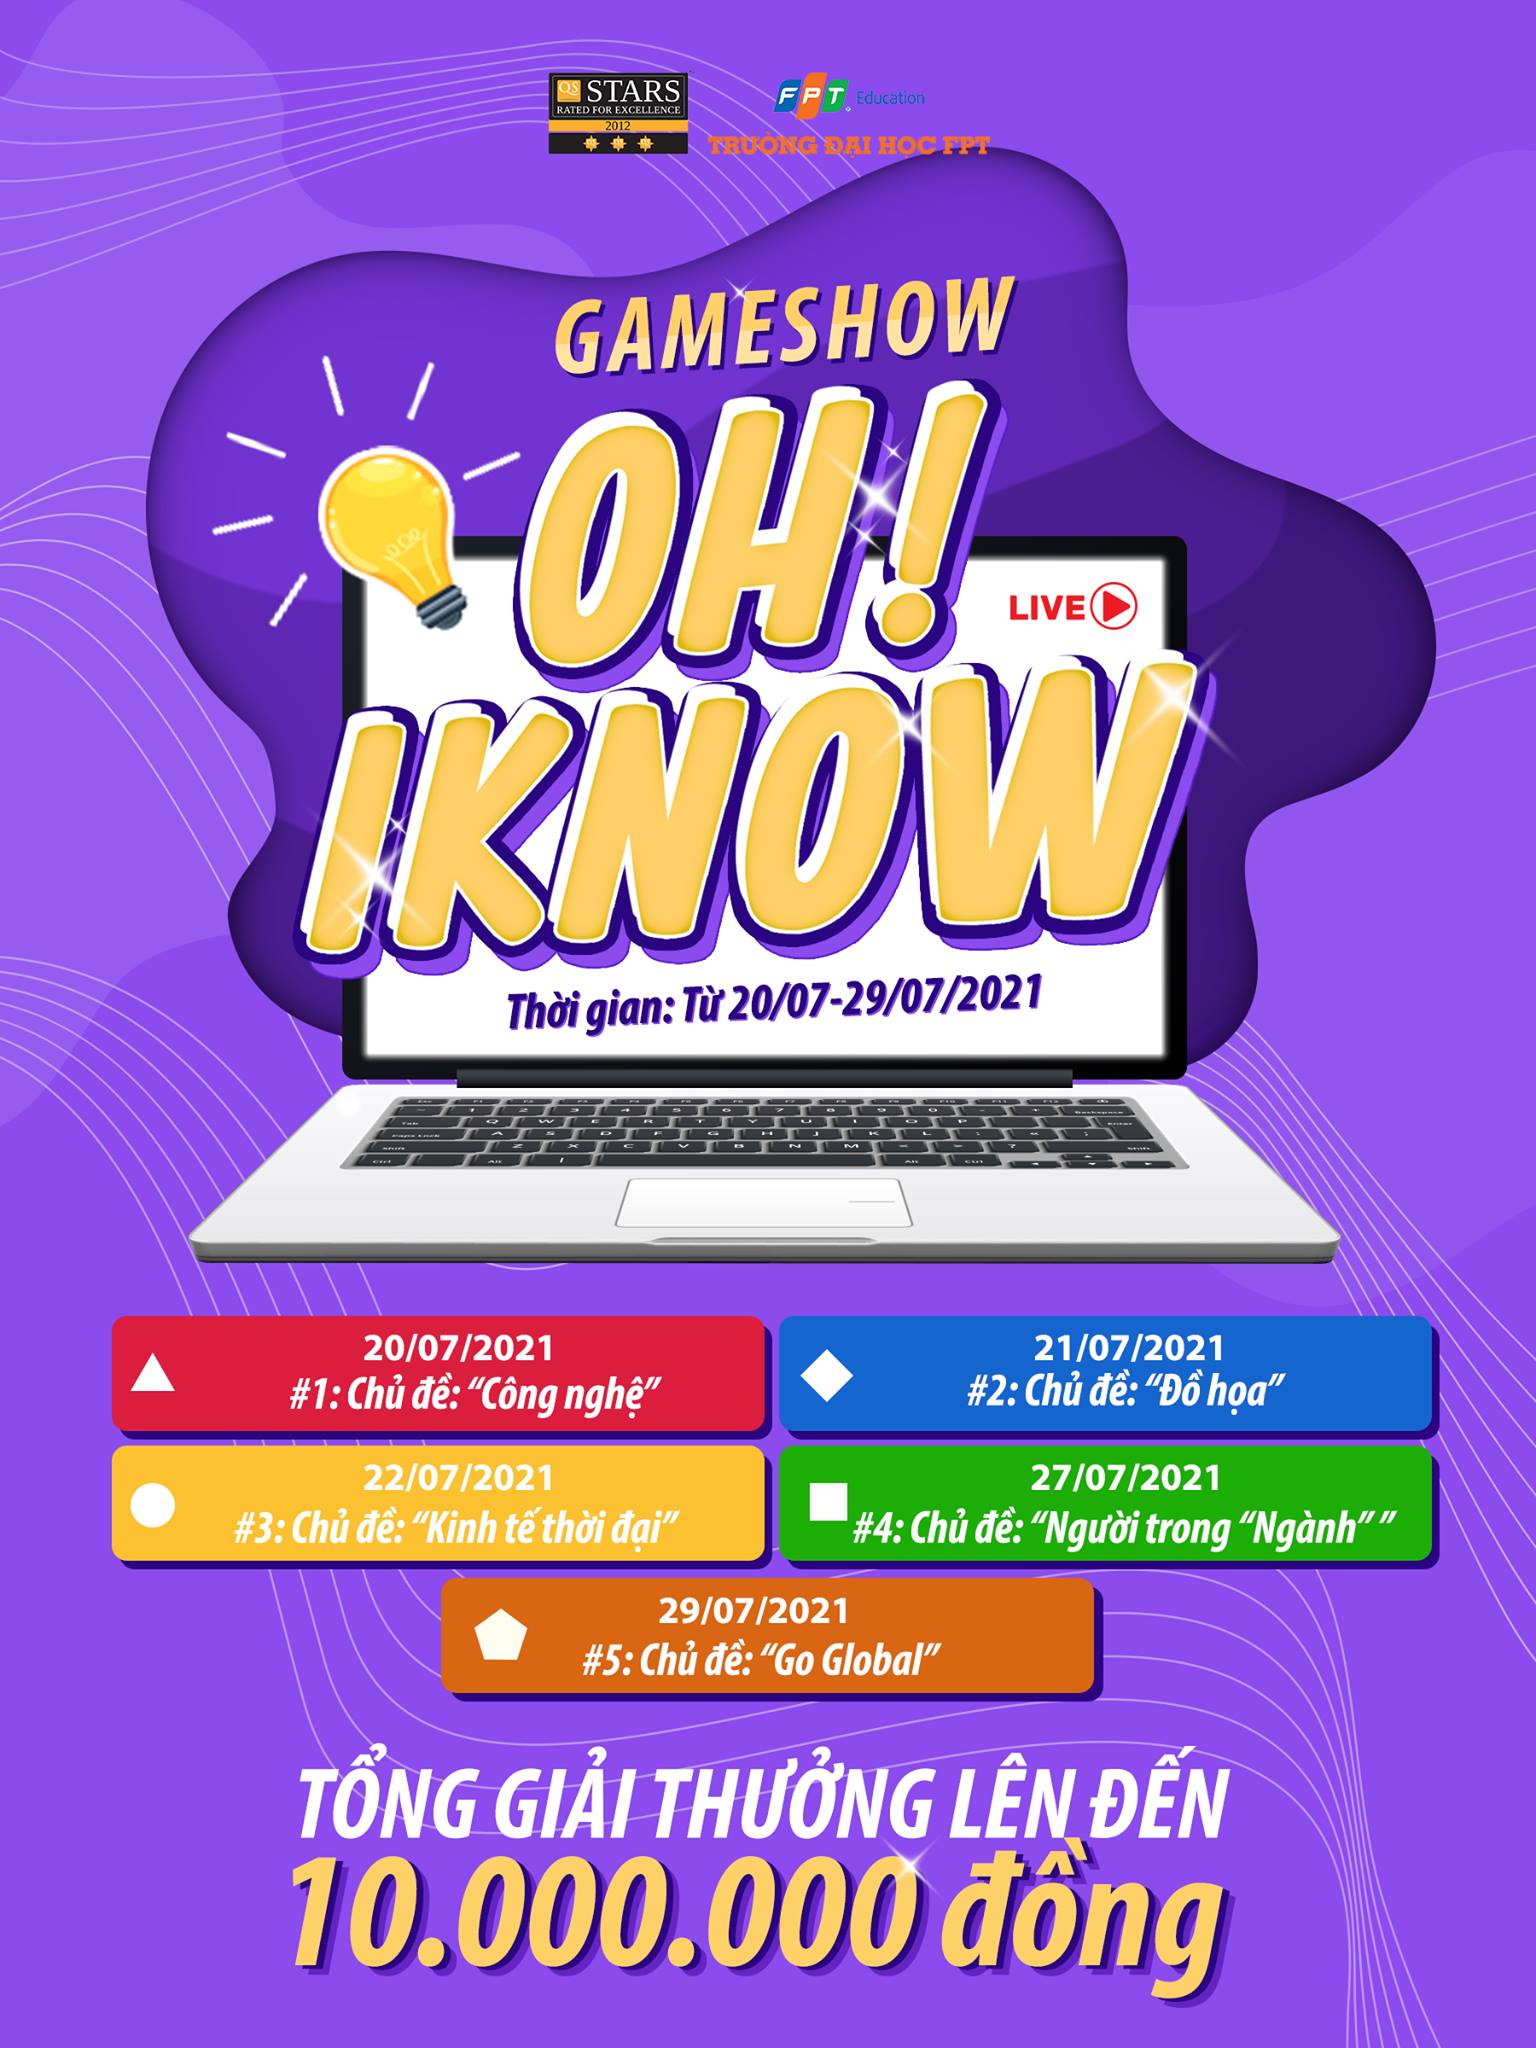 QS STARS
RATED FOR EXCELLENCE
2012
FPT Education
TRƯỜNG ĐẠI HỌC FPT
GAMESHOW
OH!
IKNOW
LIVE
Thời gian: Từ 20/07-29/07/2021
20/07/2021
#1: Chủ đề: “Công nghệ”
21/07/2021
#2: Chủ đề: “Đồ họa”
22/07/2021
#3: Chủ đề: “Kinh tế thời đại”
27/07/2021
#4: Chủ đề: “Người trong “Ngành” ”
29/07/2021
#5: Chủ đề: “Go Global”
TỔNG GIẢI THƯỞNG LÊN ĐẾN
10.000.000 đồng